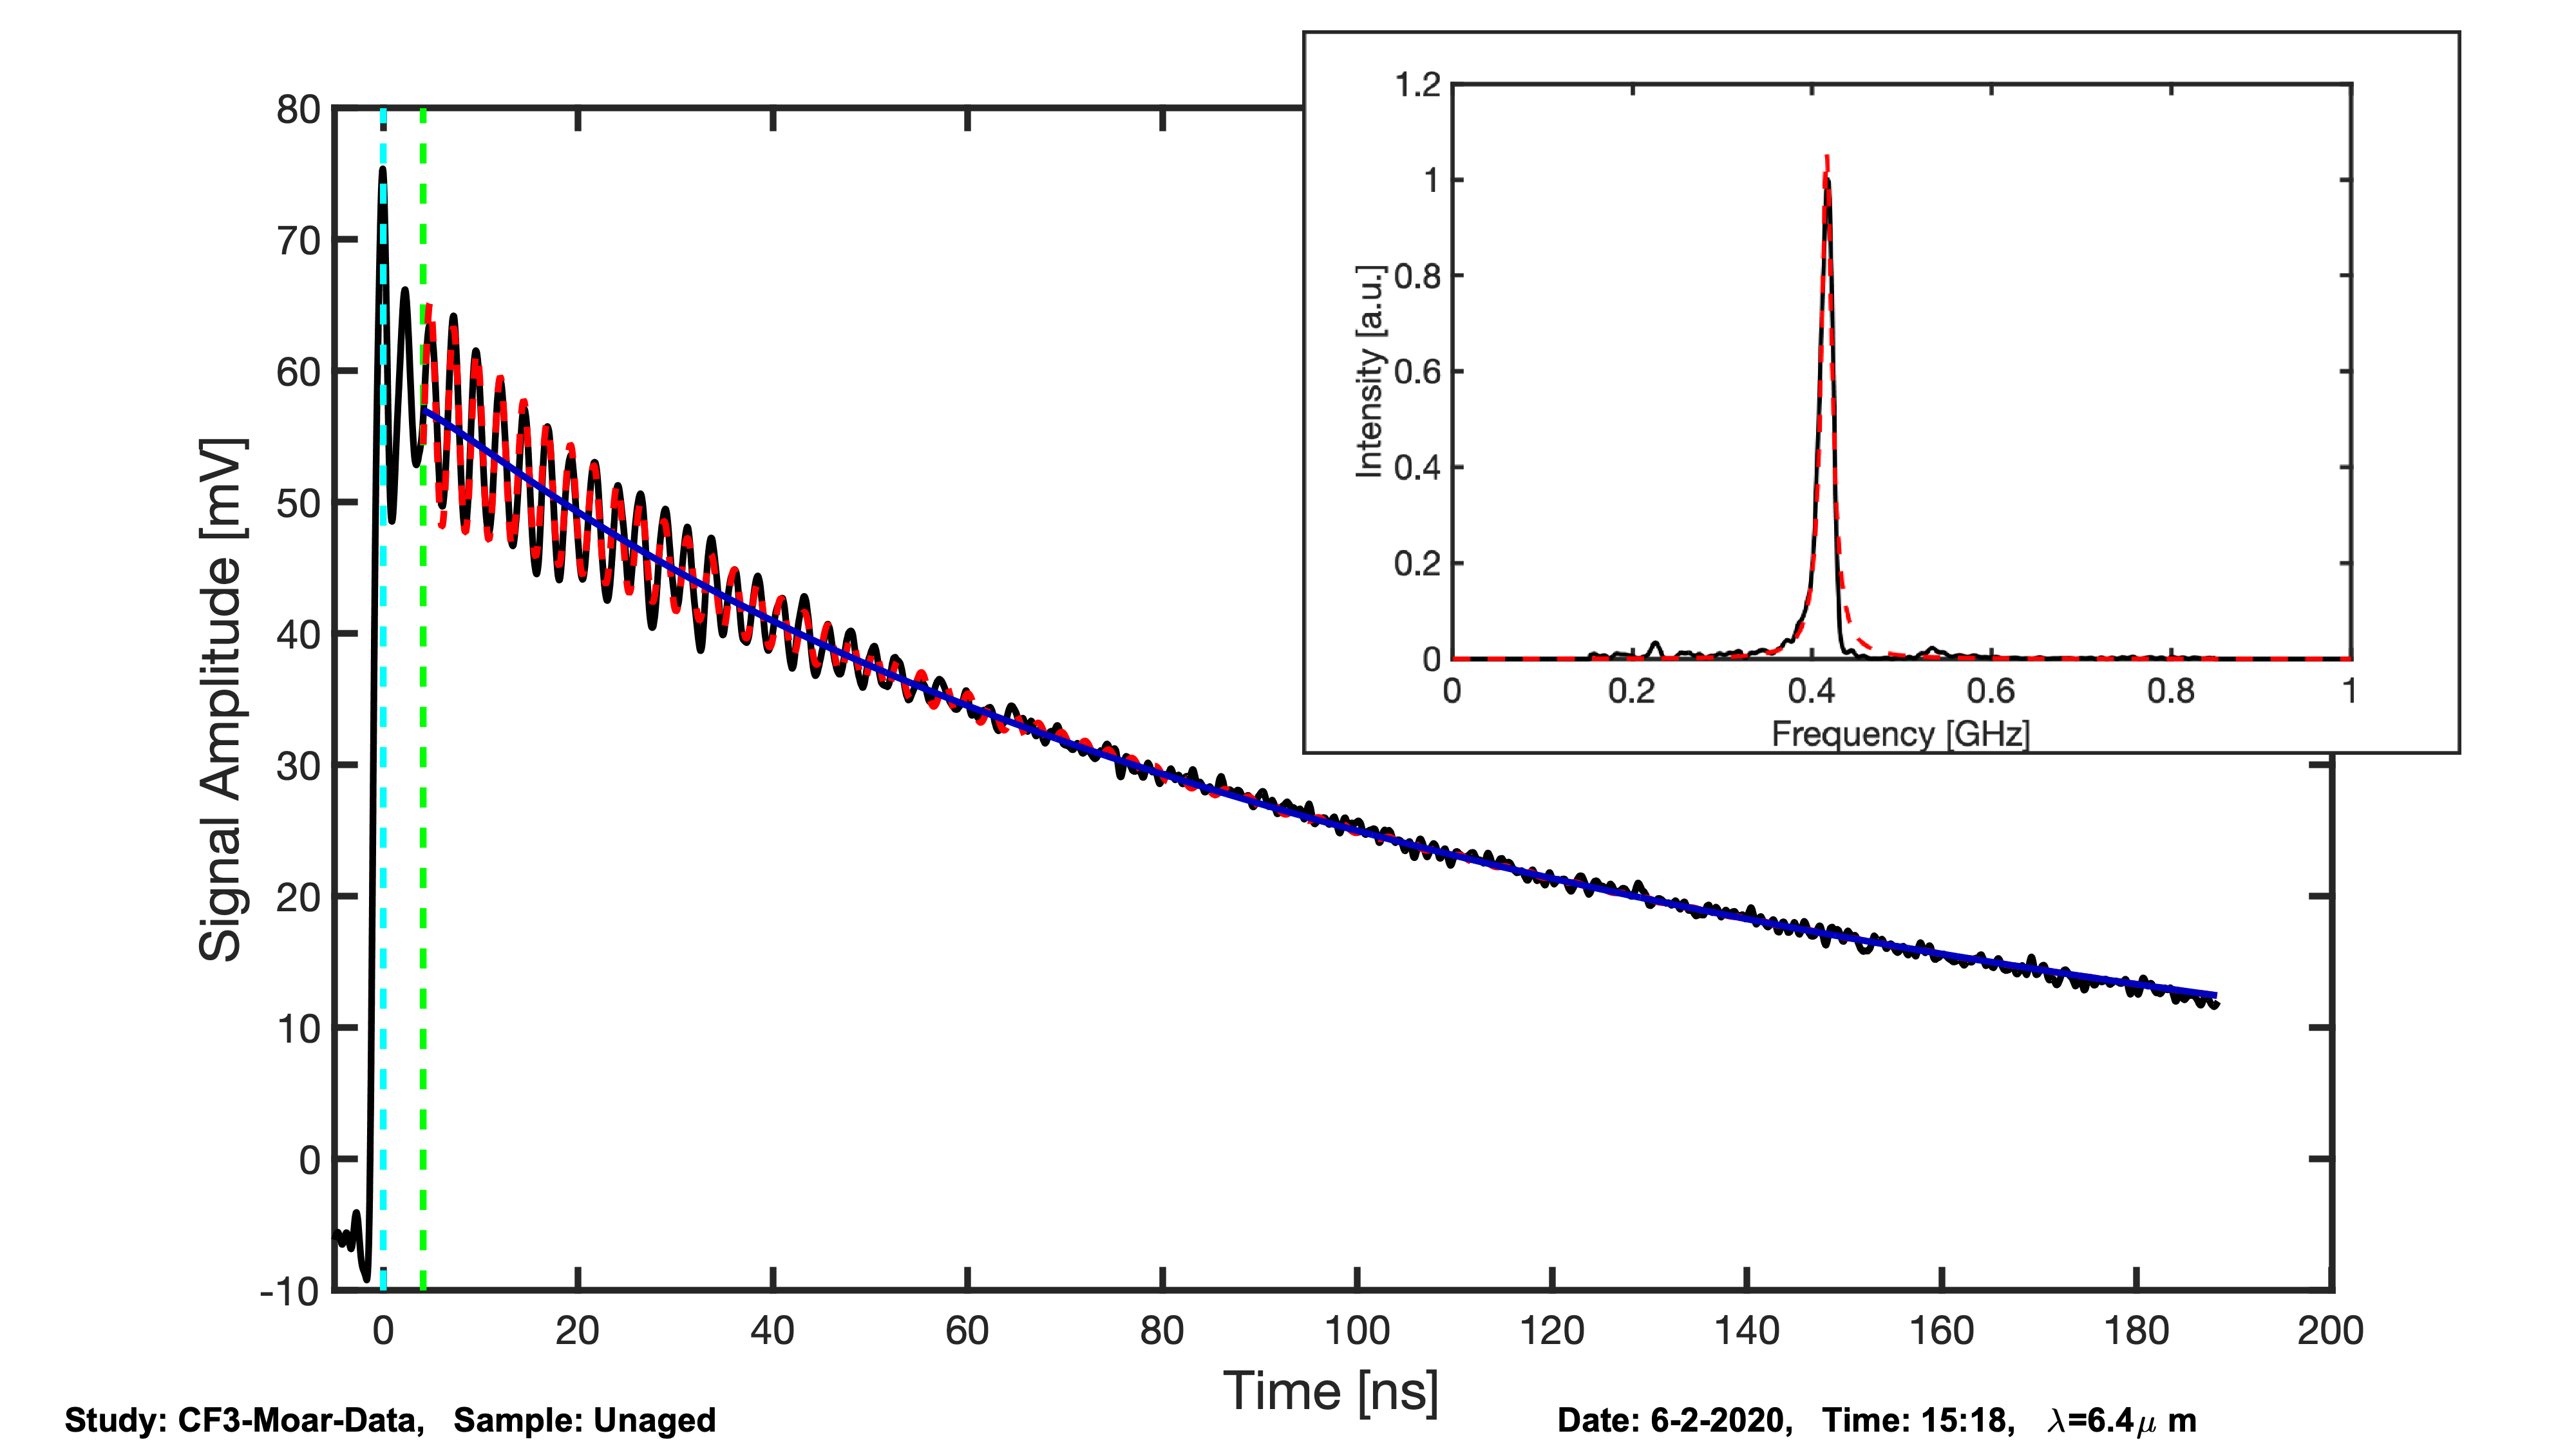 1.2
1
0.8
0.6
0.4
0.2
0
0 0.2 0.4 0.6 0.8 1
Intensity [a.u.]
Frequency [GHz]
80
70
60
50
40
30
20
10
0
-10
Signal Amplitude [mV]
0 20 40 60 80 100 120 140 160 180 200
Time [ns]
Study: CF3-Moar-Data, Sample: Unaged
Date: 6-2-2020, Time: 15:18, λ=6.4μ m